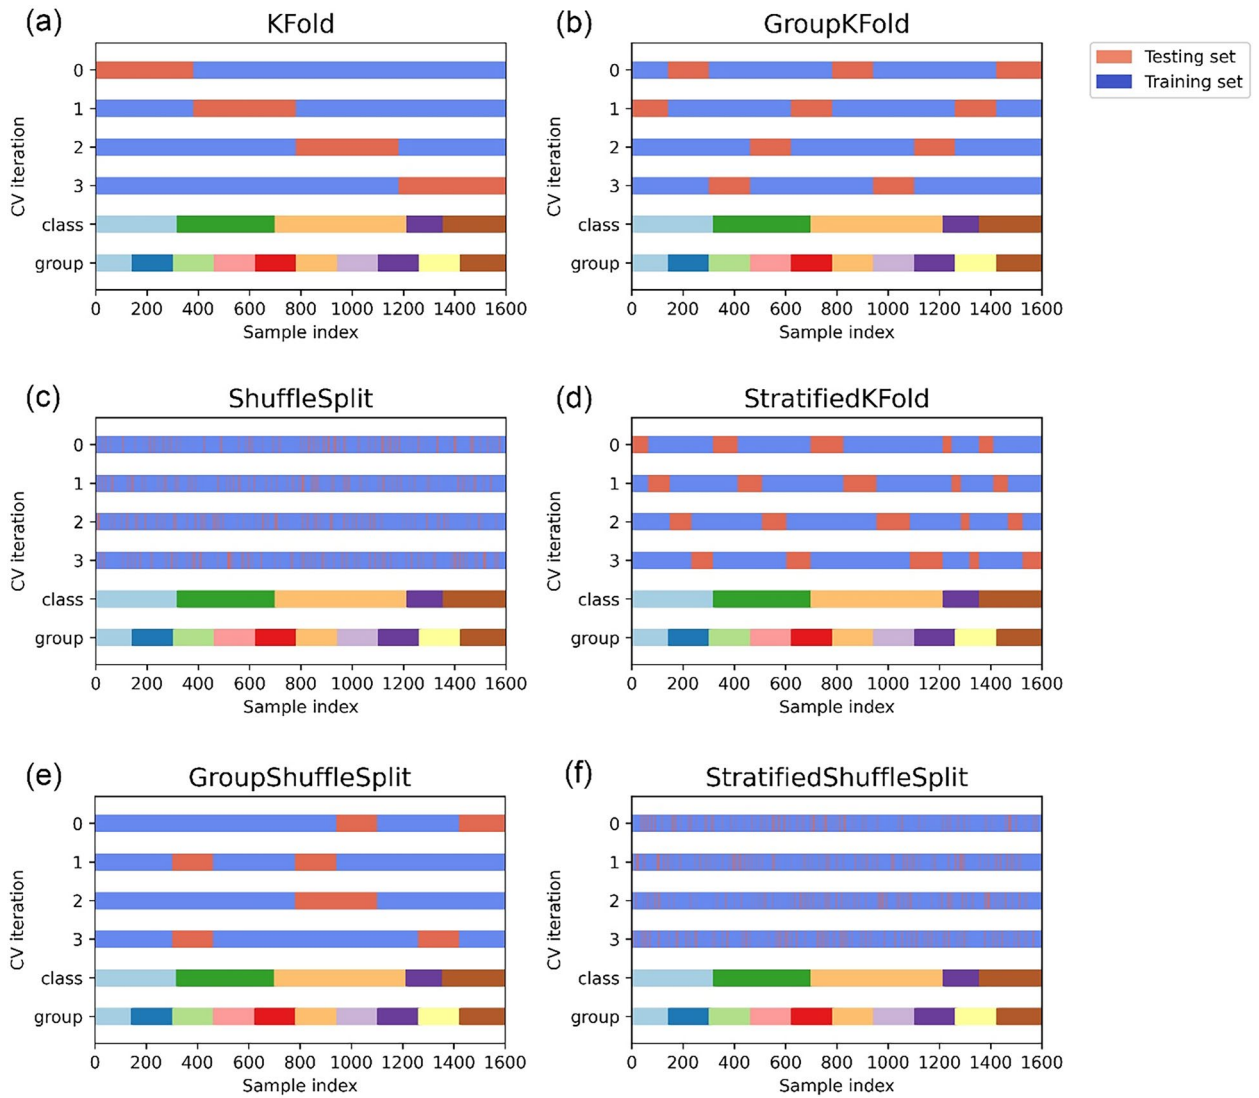 (a) KFold
0
1
2
3
class
group
CV iteration
0 200 400 600 800 1000 1200 1400 1600
Sample index
(b) GroupKFold
0
1
2
3
class
group
CV iteration
0 200 400 600 800 1000 1200 1400 1600
Sample index
Testing set
Training set
(c) ShuffleSplit
0
1
2
3
class
group
CV iteration
0 200 400 600 800 1000 1200 1400 1600
Sample index
(d) StratifiedKFold
0
1
2
3
class
group
CV iteration
0 200 400 600 800 1000 1200 1400 1600
Sample index
(e) GroupShuffleSplit
0
1
2
3
class
group
CV iteration
0 200 400 600 800 1000 1200 1400 1600
Sample index
(f) StratifiedShuffleSplit
0
1
2
3
class
group
CV iteration
0 200 400 600 800 1000 1200 1400 1600
Sample index